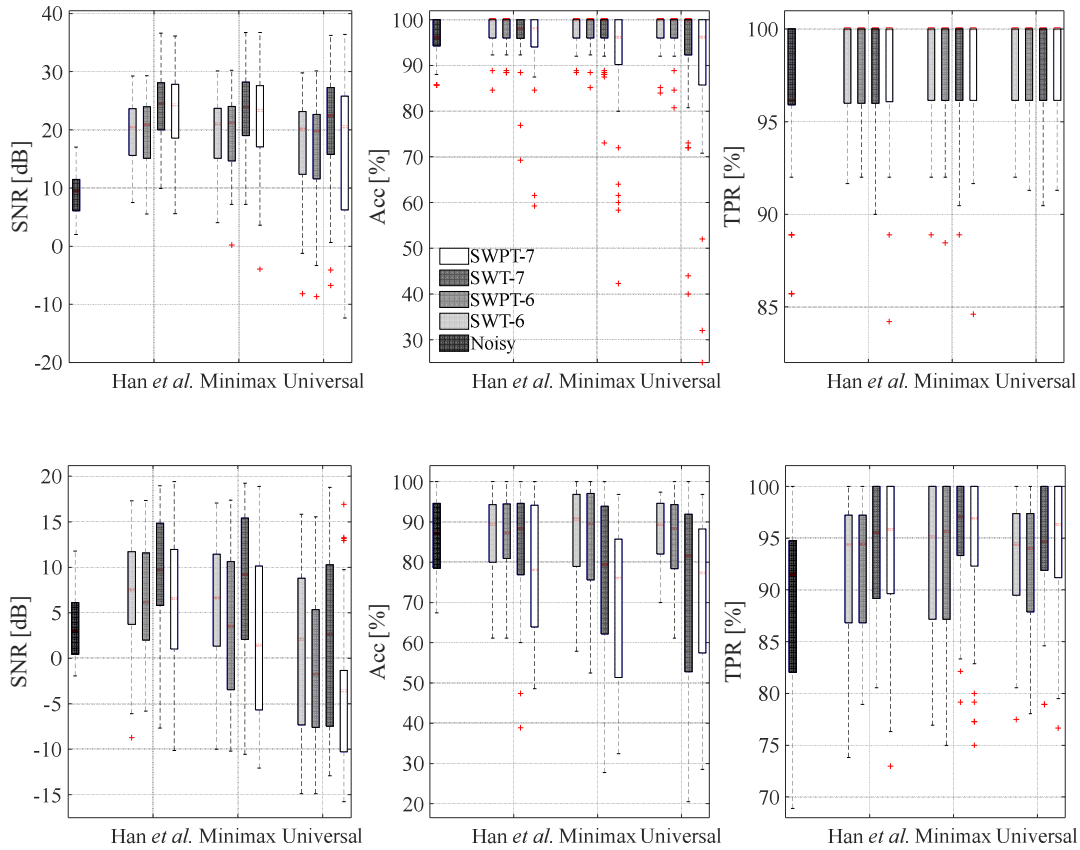 SNR [dB]
40
30
20
10
0
-10
-20
Han et al. Minimax Universal
Acc [%]
100
90
80
70
60
50
40
30
SWPT-7
SWT-7
SWPT-6
SWT-6
Noisy
Han et al. Minimax Universal
TPR [%]
100
95
90
85
Han et al. Minimax Universal
SNR [dB]
20
15
10
5
0
-5
-10
-15
Han et al. Minimax Universal
Acc [%]
100
90
80
70
60
50
40
30
20
Han et al. Minimax Universal
TPR [%]
100
95
90
85
80
75
70
Han et al. Minimax Universal